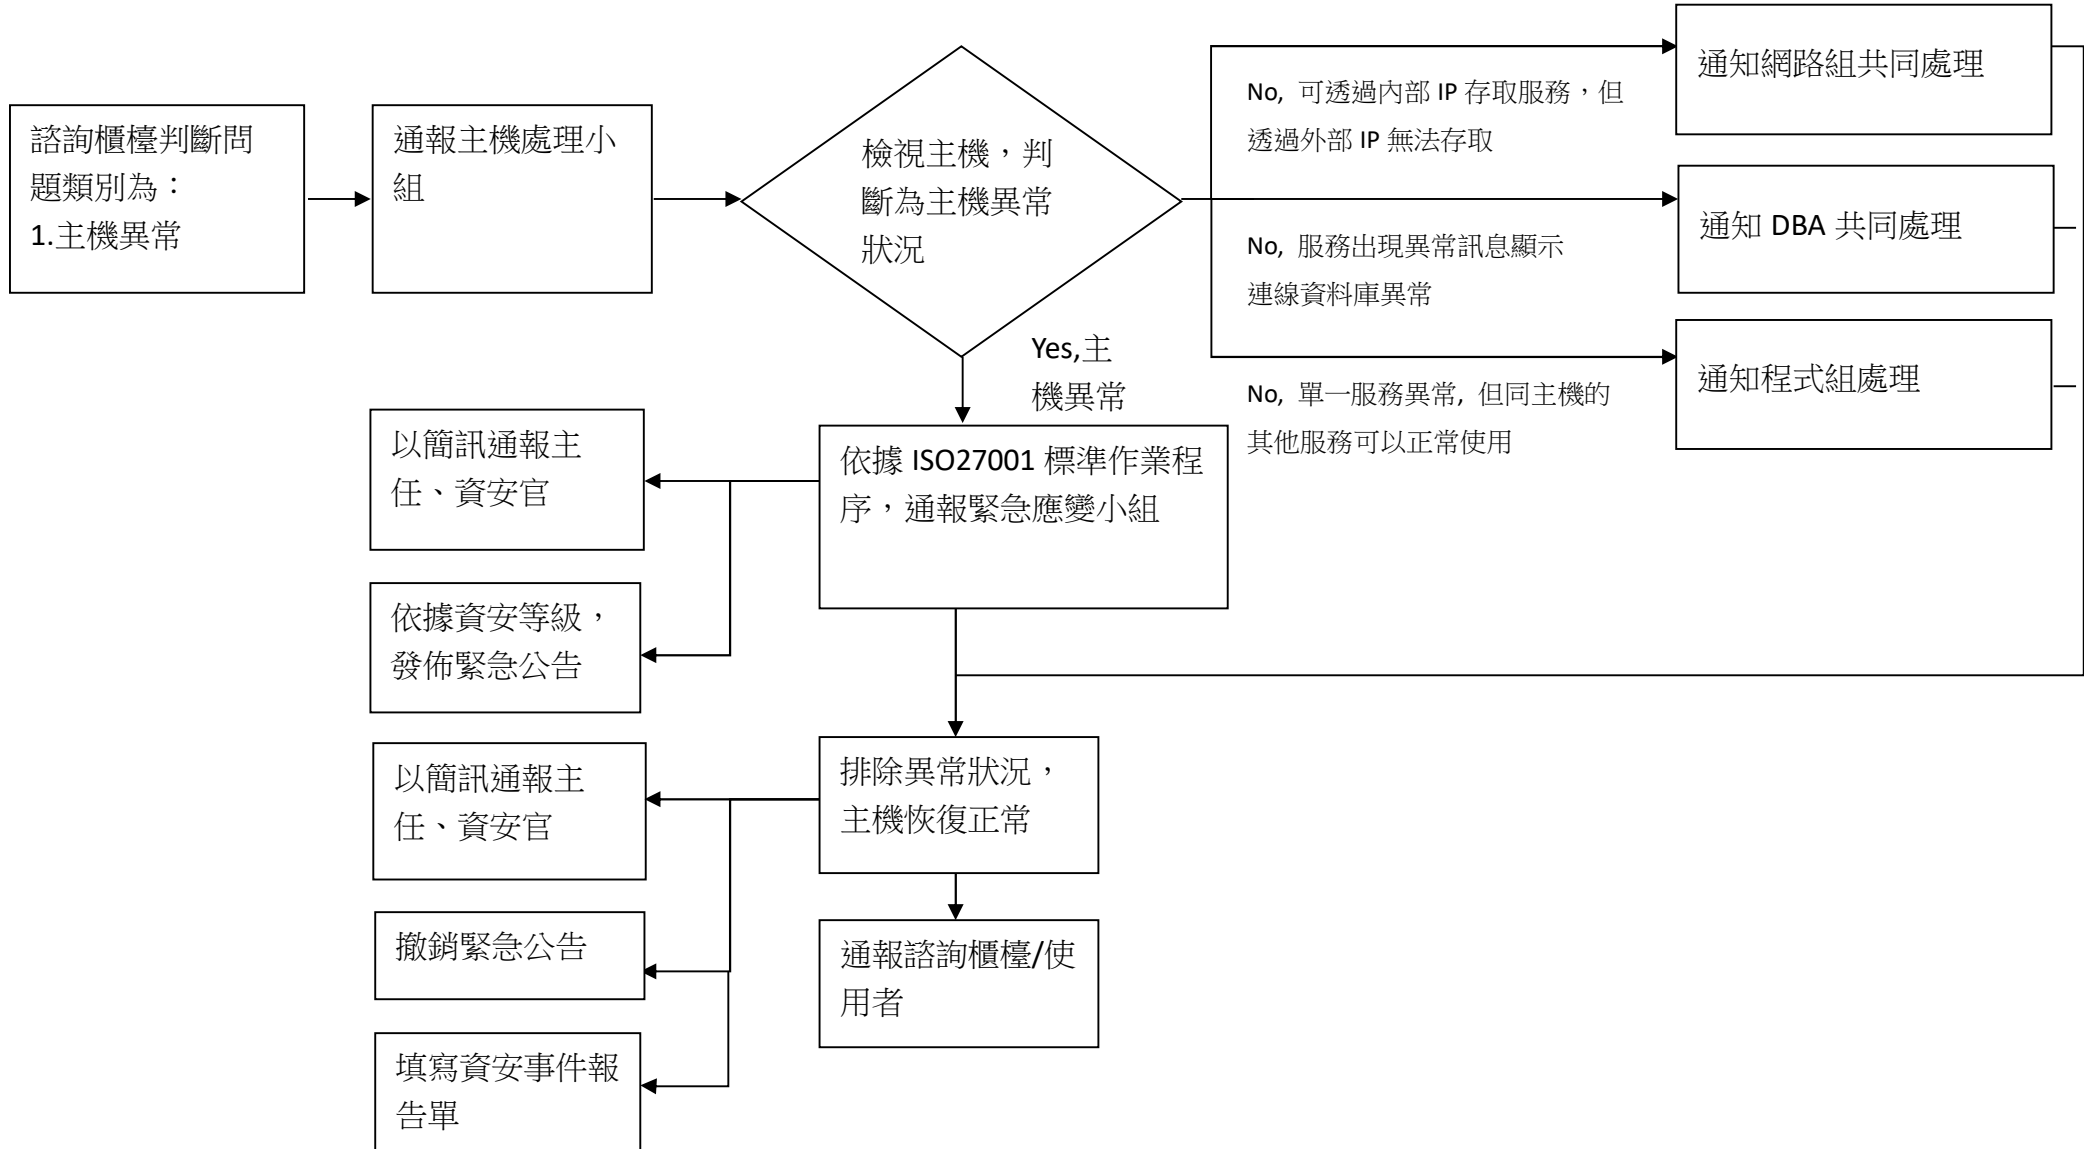 諮詢櫃檯判斷問
題類別為：
1.主機異常
通報主機處理小
組
檢視主機，判
斷為主機異常
狀況
No, 可透過內部 IP 存取服務，但
透過外部 IP 無法存取
通知網路組共同處理
No, 服務出現異常訊息顯示
連線資料庫異常
通知 DBA 共同處理
No, 單一服務異常, 但同主機的
其他服務可以正常使用
通知程式組處理
Yes,主
機異常
依據 ISO27001 標準作業程
序，通報緊急應變小組
以簡訊通報主
任、資安官
依據資安等級，
發佈緊急公告
排除異常狀況，
主機恢復正常
以簡訊通報主
任、資安官
撤銷緊急公告
填寫資安事件報
告單
通報諮詢櫃檯/使
用者